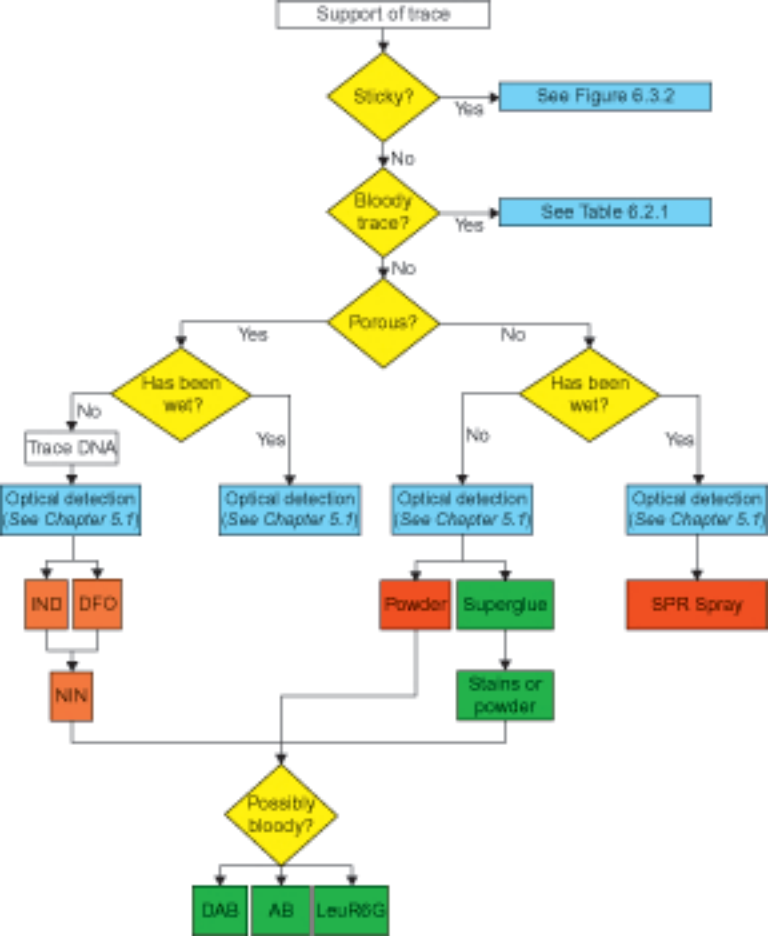 Support of trace
Sticky?
Yes
See Figure 6.3.2
No
Bloody
trace?
Yes
See Table 6.2.1
No
Porous?
Yes
No
Has been
wet?
Has been
wet?
No
Yes
No
Yes
Trace DNA
Optical detection
(See Chapter 5.1)
Optical detection
(See Chapter 5.1)
Optical detection
(See Chapter 5.1)
Optical detection
(See Chapter 5.1)
IND
DFO
Powder
Superglue
SPR Spray
NIN
Stains or
powder
Possibly
bloody?
DAB
AB
LeuR6G